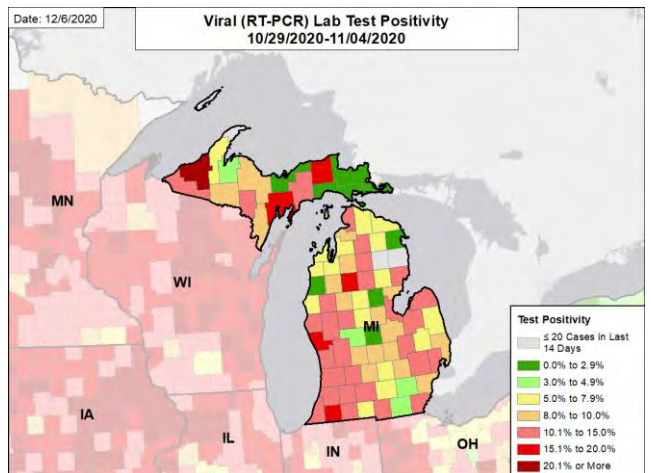 Date: 12/6/2020
Viral (RT-PCR) Lab Test Positivity
10/29/2020-11/04/2020
MN
WI
MI
IA
IL
IN
OH
Test Positivity
≤ 20 Cases in Last
14 Days
0.0% to 2.9%
3.0% to 4.9%
5.0% to 7.9%
8.0% to 10.0%
10.1% to 15.0%
15.1% to 20.0%
20.1% or More